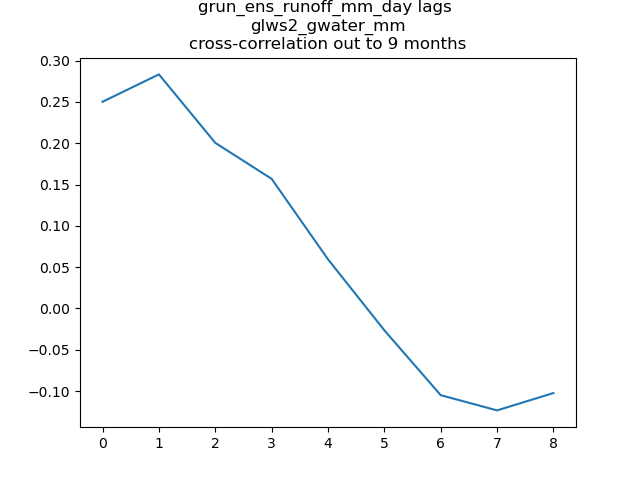 grun_ens_runoff_mm_day lags
glws2_gwater_mm
cross-correlation out to 9 months
0.30
0.25
0.20
0.15
0.10
0.05
0.00
−0.05
−0.10
0 1 2 3 4 5 6 7 8